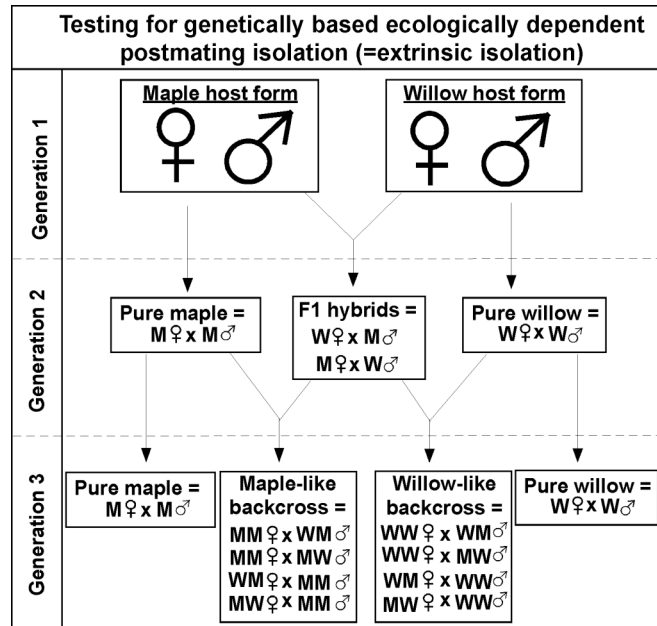 Testing for genetically based ecologically dependent
postmating isolation (=extrinsic isolation)
Generation 1
Maple host form
♀ ♂
Willow host form
♀ ♂
Generation 2
Pure maple =
M♀ x M♂
F1 hybrids =
W♀ x M♂
M♀ x W♂
Pure willow =
W♀ x W♂
Generation 3
Pure maple =
M♀ x M♂
Maple-like
backcross =
MM♀ x WM♂
MM♀ x MW♂
WM♀ x MM♂
MW♀ x MM♂
Willow-like
backcross =
WW♀ x WM♂
WW♀ x MW♂
WM♀ x WW♂
MW♀ x WW♂
Pure willow =
W♀ x W♂